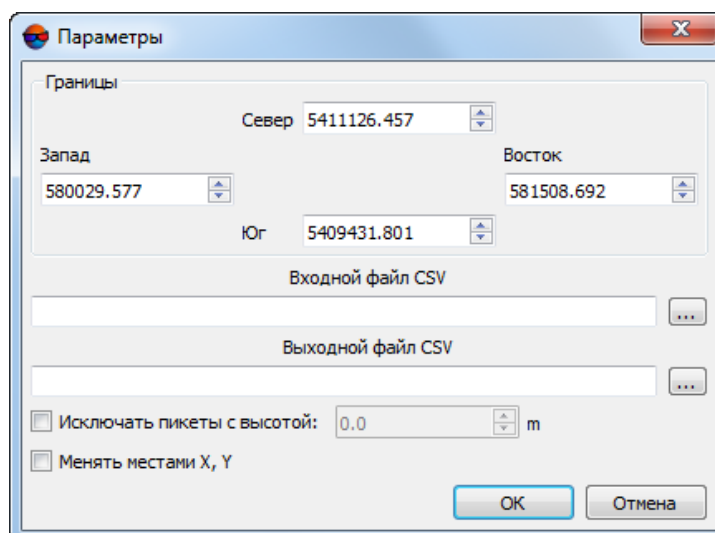 Параметры
Границы
Север 5411126.457
Запад Восток
580029.577 581508.692
Юг 5409431.801
Входной файл CSV
...
Выходной файл CSV
...
Исключать пикеты с высотой: 0.0 m
Менять местами X, Y
OK Отмена